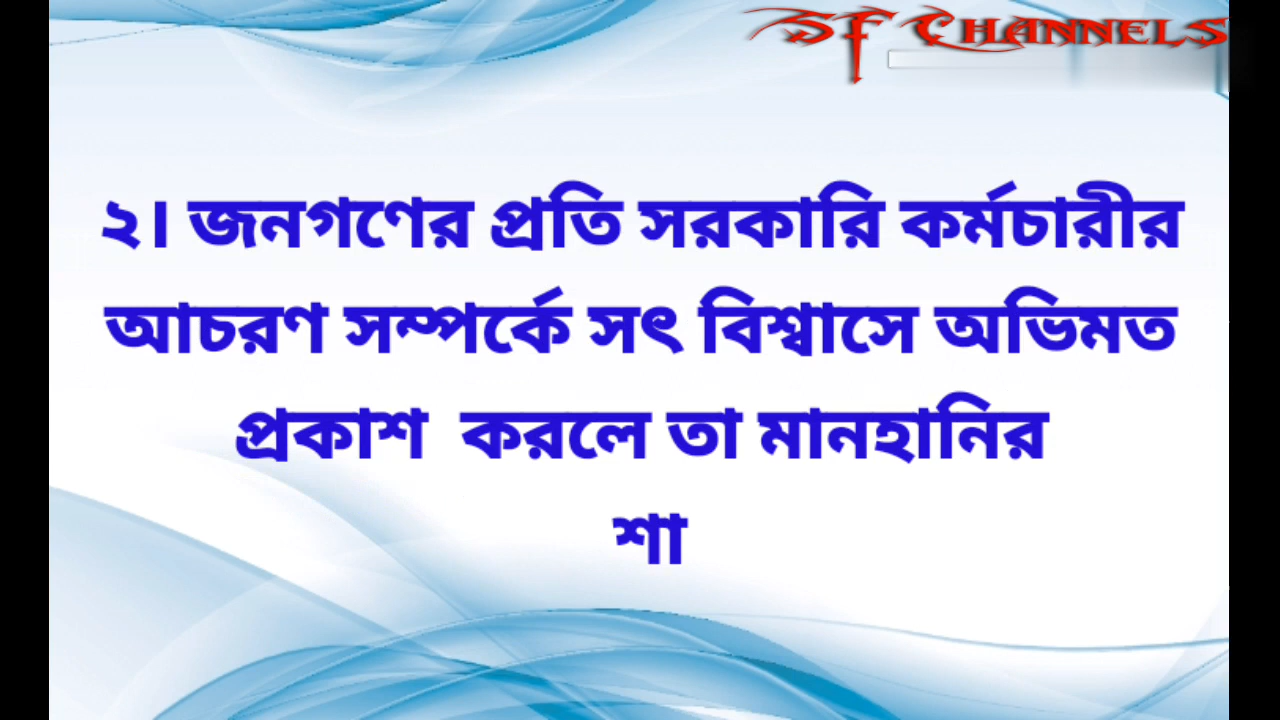 SF CHANNELS
২। জনগণের প্রতি সরকারি কর্মচারীর
আচরণ সম্পর্কে সৎ বিশ্বাসে অভিমত
প্রকাশ করলে তা মানহানির
শা